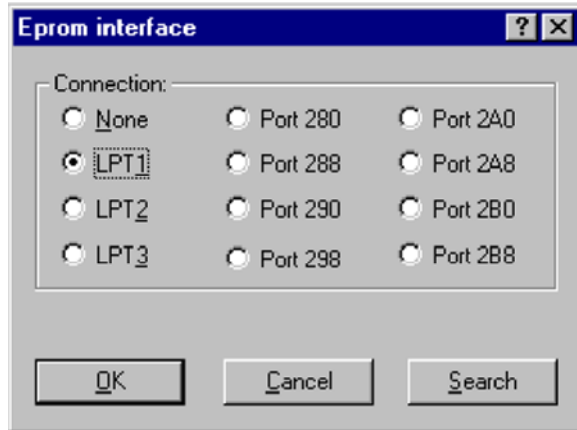 Eprom interface
Connection:
None Port 280 Port 2A0
LPT1 Port 288 Port 2A8
LPT2 Port 290 Port 2B0
LPT3 Port 298 Port 2B8
OK Cancel Search